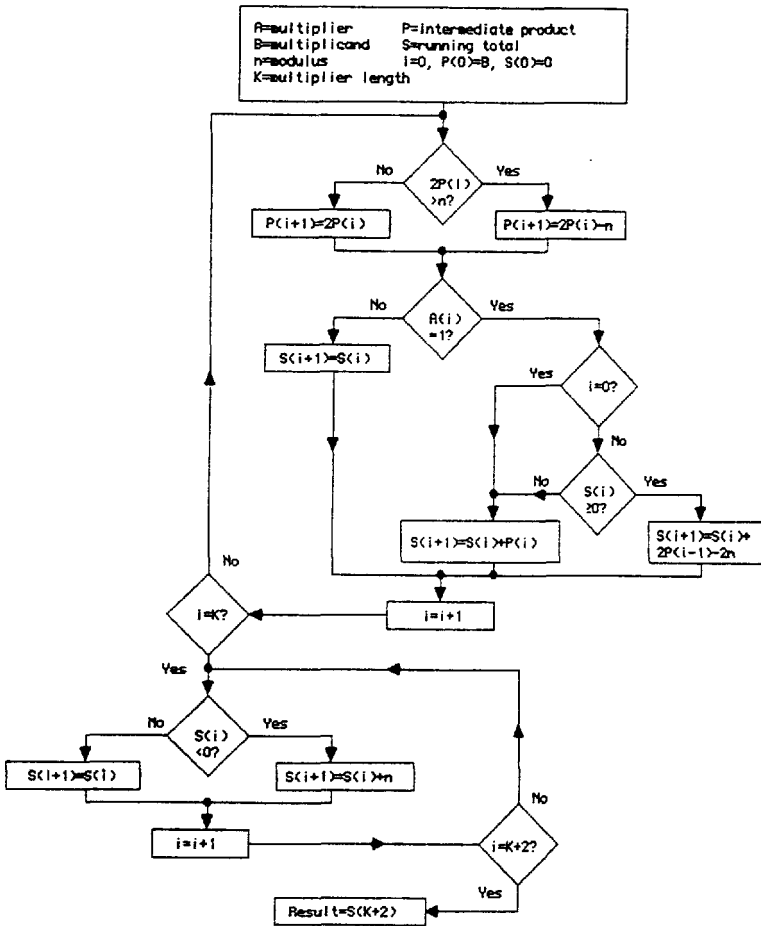 A=multiplier P=intermediate product
B=multiplicand S=running total
n=modulus i=0, P(0)=B, S(0)=0
K=multiplier length
No
2P(i)
>n?
Yes
P(i+1)=2P(i)
P(i+1)=2P(i)-n
No
A(i)
=1?
Yes
S(i+1)=S(i)
Yes
i=0?
No
No
S(i)
≥0?
Yes
S(i+1)=S(i)+P(i)
S(i+1)=S(i)+
2P(i-1)-2n
No
i=K?
i=i+1
Yes
No
S(i)
<0?
Yes
S(i+1)=S(i)
S(i+1)=S(i)+n
No
i=i+1
i=K+2?
Yes
Result=S(K+2)